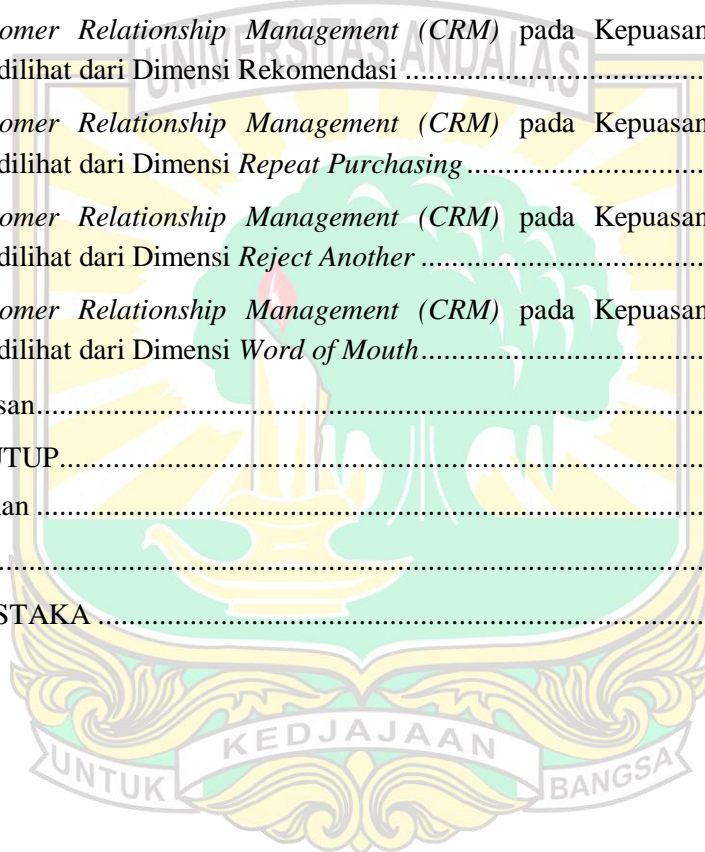 UNIVERSITAS ANDALAS
omer Relationship Management (CRM) pada Kepuasan
dilihat dari Dimensi Rekomendasi ....................................
omer Relationship Management (CRM) pada Kepuasan
dilihat dari Dimensi Repeat Purchasing ............................
omer Relationship Management (CRM) pada Kepuasan
dilihat dari Dimensi Reject Another ..................................
omer Relationship Management (CRM) pada Kepuasan
dilihat dari Dimensi Word of Mouth ..................................
san ..............................................................................
UTUP ..............................................................................
lan ..............................................................................
..............................................................................
STAKA ..............................................................................
UNTUK KEDJAJAAN BANGSA